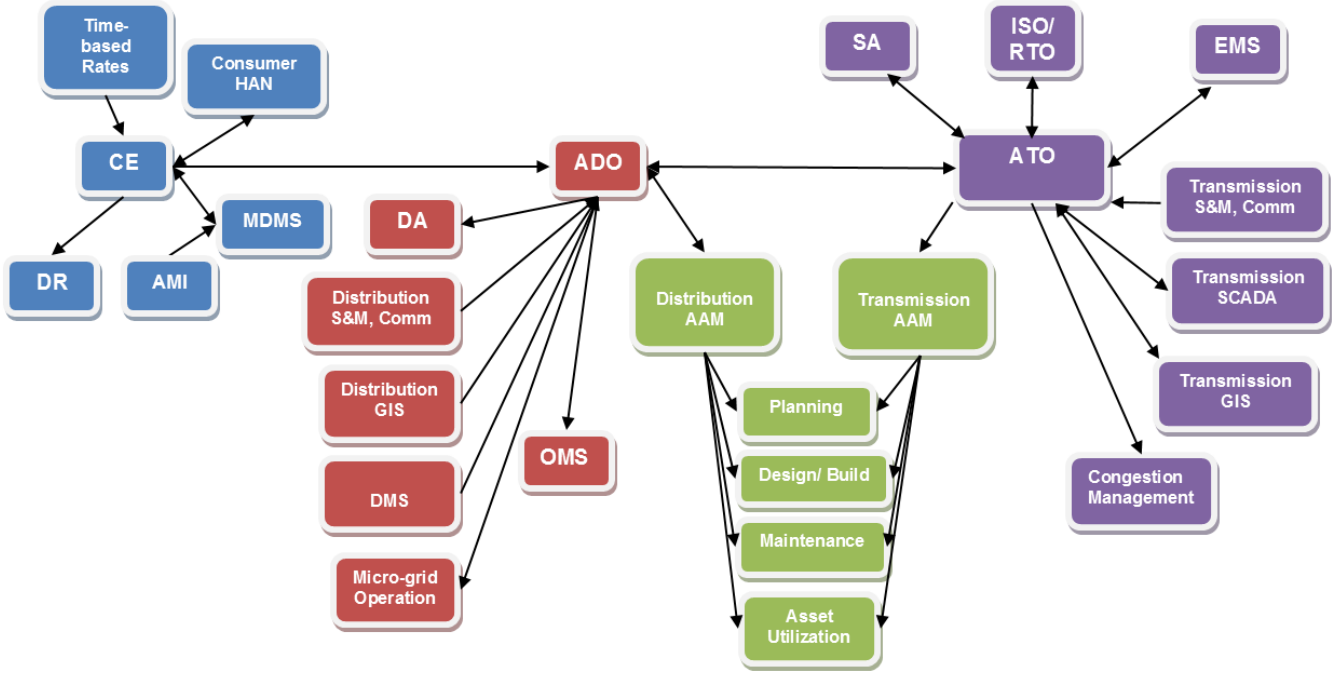 Time-
based
Rates
Consumer
HAN
CE
MDMS
DR
AMI
ADO
DA
Distribution
S&M, Comm
Distribution
GIS
DMS
Micro-grid
Operation
OMS
Distribution
AAM
Transmission
AAM
Planning
Design/ Build
Maintenance
Asset
Utilization
SA
ISO/
RTO
EMS
ATO
Transmission
S&M, Comm
Transmission
SCADA
Transmission
GIS
Congestion
Management